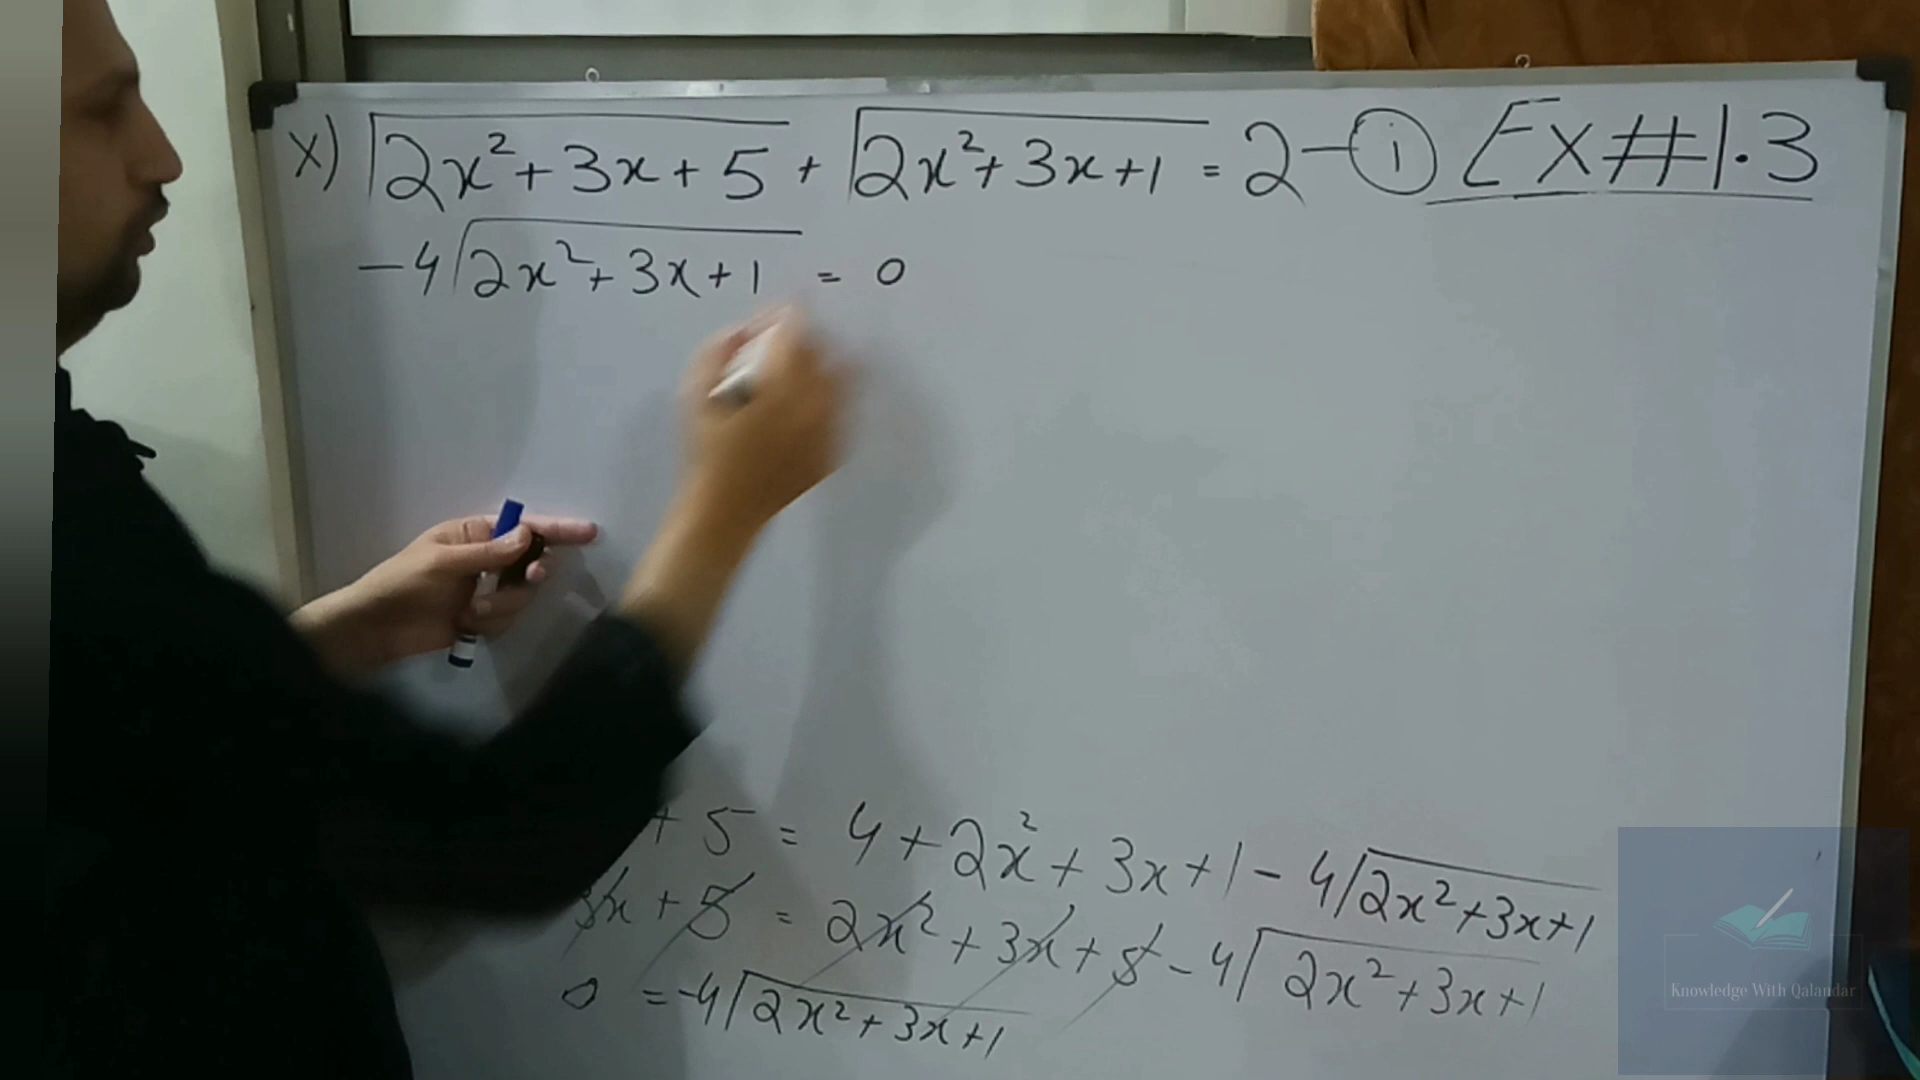 x) √2x²+3x+5 + √2x²+3x+1 = 2 — ⓘ EX#1.3
-4√2x²+3x+1 = 0
+ 5 = 4+2x²+3x+1-4√2x²+3x+1
3x+5 = 2x²+3x+5-4√2x²+3x+1
0 = -4√2x²+3x+1
Knowledge With Qalandar